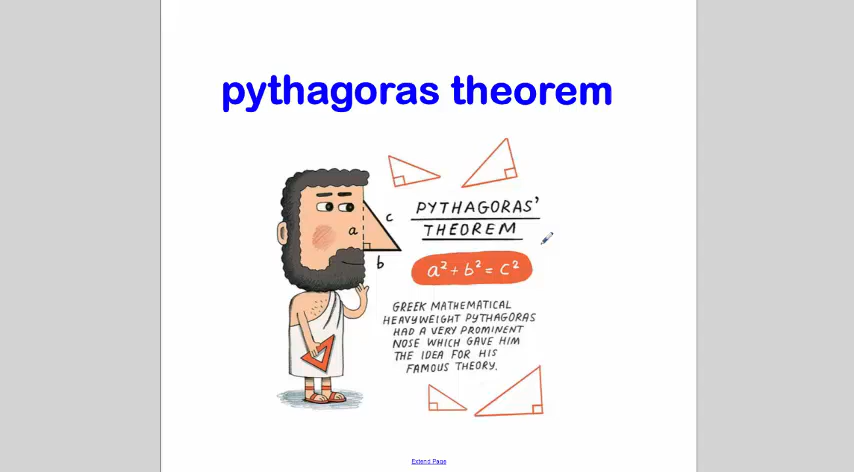 pythagoras theorem
PYTHAGORAS'
THEOREM
a
c
b
a² + b² = c²
GREEK MATHEMATICAL
HEAVYWEIGHT PYTHAGORAS
HAD A VERY PROMINENT
NOSE WHICH GAVE HIM
THE IDEA FOR HIS
FAMOUS THEORY.
Extend Page